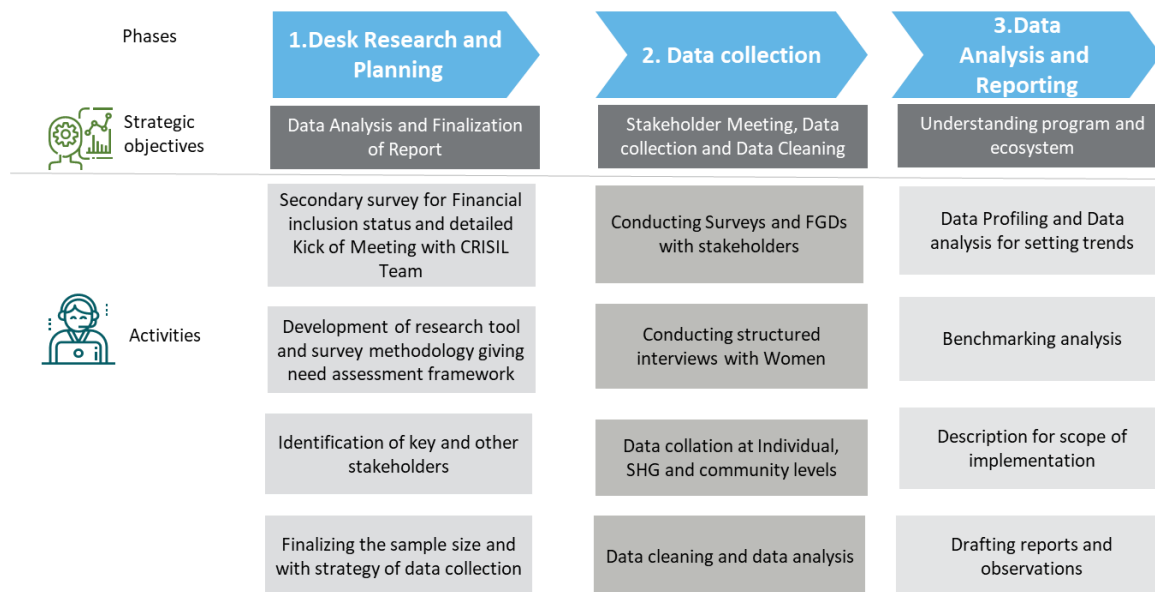 Phases
1.Desk Research and
Planning
2. Data collection
3.Data
Analysis and
Reporting
Strategic
objectives
Data Analysis and Finalization
of Report
Stakeholder Meeting, Data
collection and Data Cleaning
Understanding program and
ecosystem
Activities
Secondary survey for Financial
inclusion status and detailed
Kick of Meeting with CRISIL
Team
Conducting Surveys and FGDs
with stakeholders
Data Profiling and Data
analysis for setting trends
Development of research tool
and survey methodology giving
need assessment framework
Conducting structured
interviews with Women
Benchmarking analysis
Identification of key and other
stakeholders
Data collation at Individual,
SHG and community levels
Description for scope of
implementation
Finalizing the sample size and
with strategy of data collection
Data cleaning and data analysis
Drafting reports and
observations